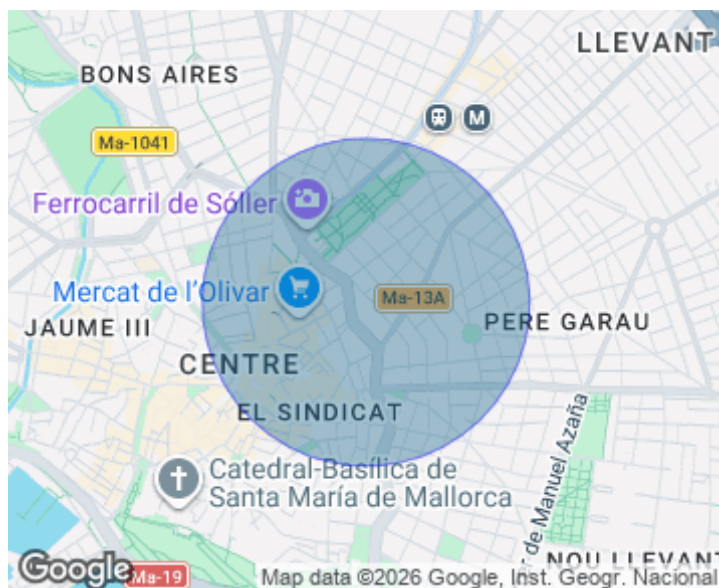 LLEVANT
BONS AIRES
M
Ma-1041
Ferrocarril de Sóller
Mercat de l'Olivar
Ma-13A
JAUME III
PERE GARAU
CENTRE
EL SINDICAT
Catedral-Basílica de
Santa María de Mallorca
r de Manuel Azaña
NOU LLEVANT
Google
Ma-19
Map data ©2026 Google, Inst. Geogr. Nacional